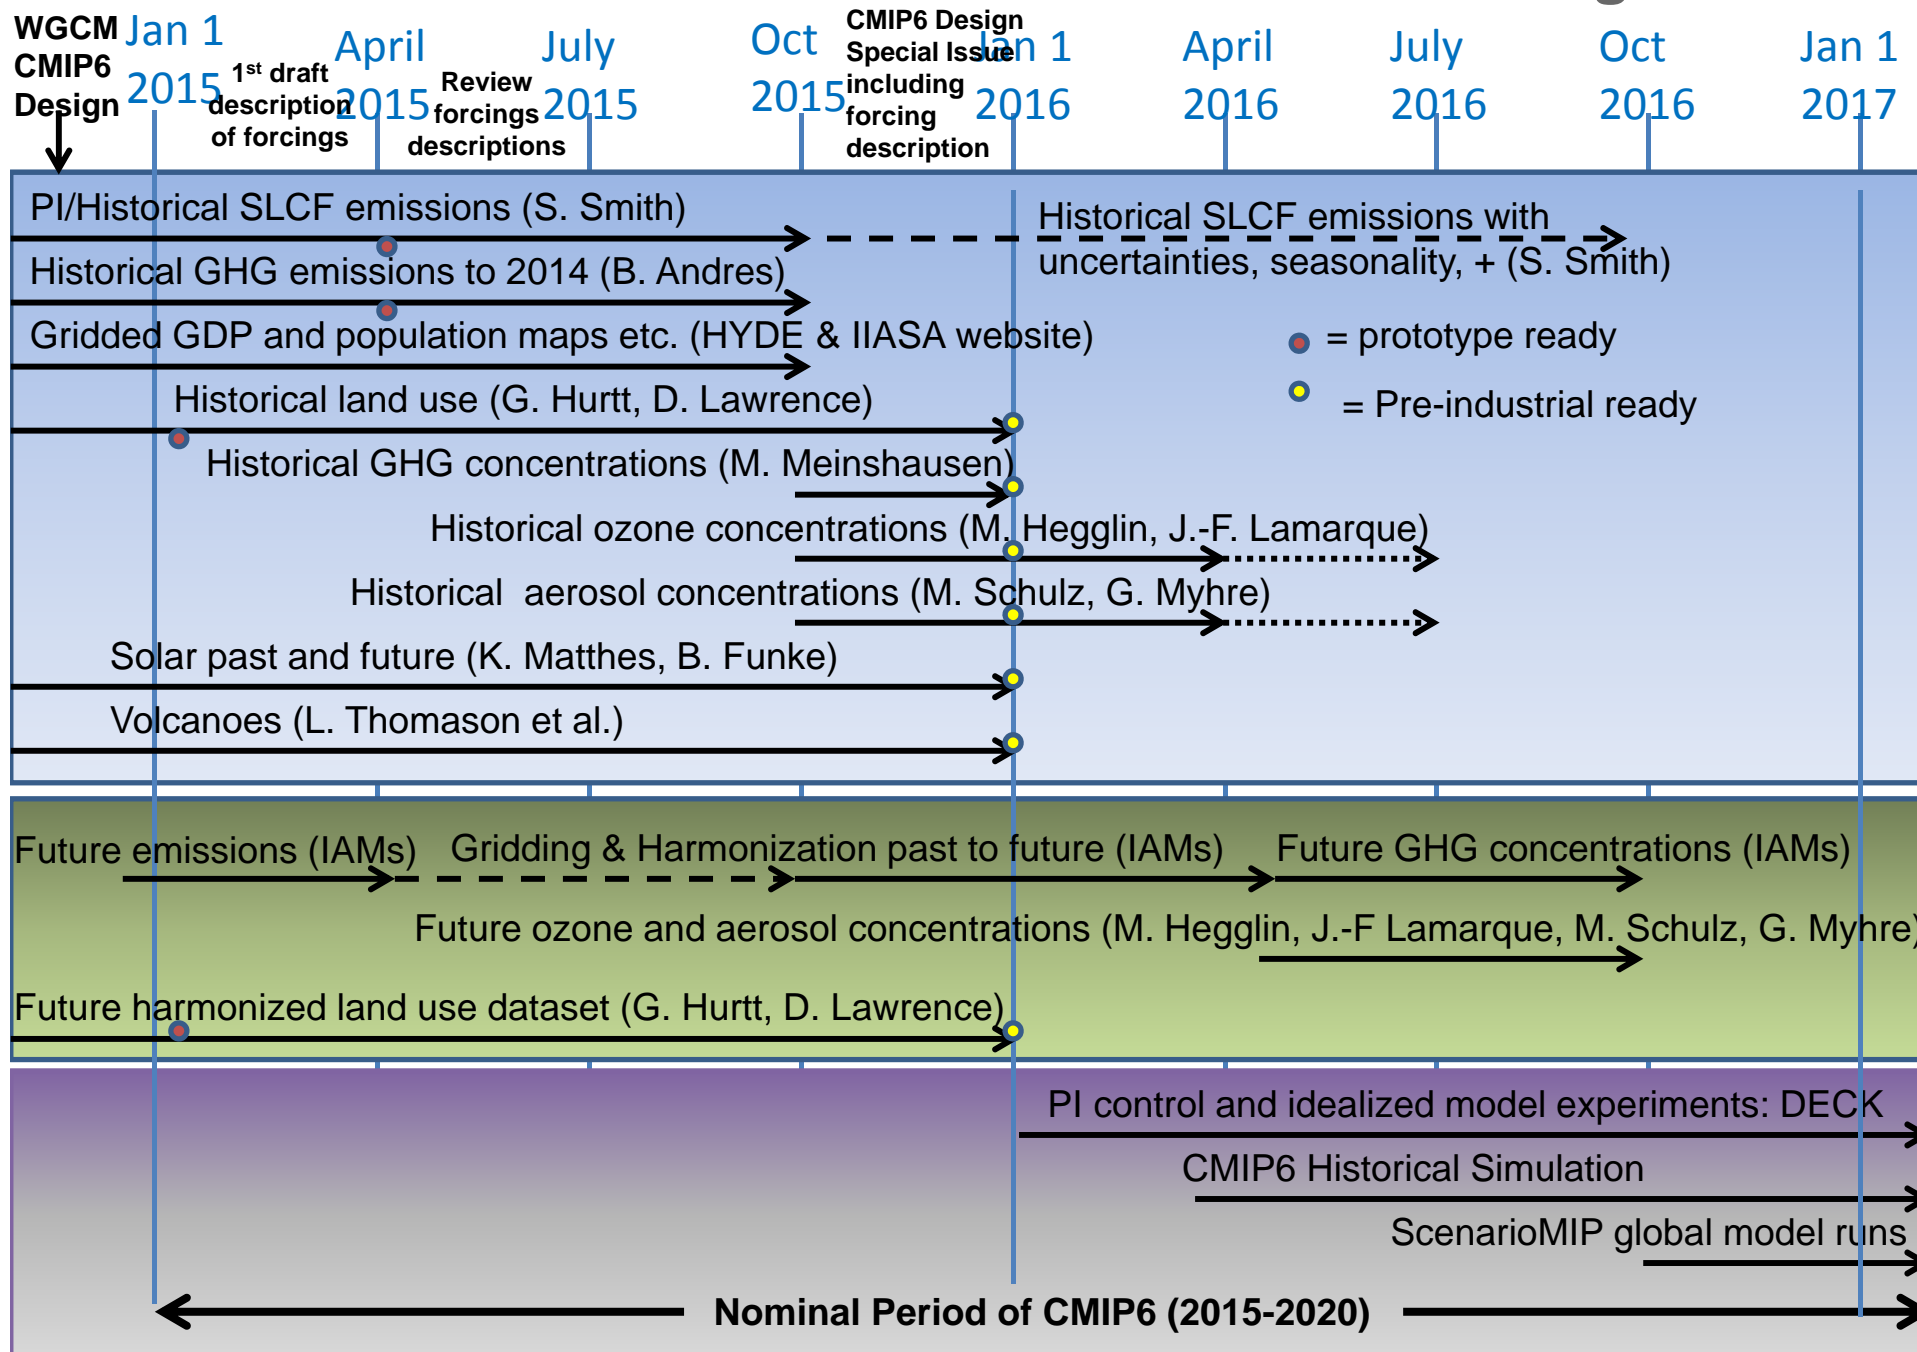 WGCM
CMIP6
Design
Jan 1
2015
1st draft
description
of forcings
April
2015
Review
forcings
descriptions
July
2015
Oct
2015
CMIP6 Design
Special Issue
including
forcing
description
Jan 1
2016
April
2016
July
2016
Oct
2016
Jan 1
2017
PI/Historical SLCF emissions (S. Smith)
Historical SLCF emissions with
uncertainties, seasonality, + (S. Smith)
Historical GHG emissions to 2014 (B. Andres)
Gridded GDP and population maps etc. (HYDE & IIASA website)
= prototype ready
Historical land use (G. Hurtt, D. Lawrence)
= Pre-industrial ready
Historical GHG concentrations (M. Meinshausen)
Historical ozone concentrations (M. Hegglin, J.-F. Lamarque)
Historical  aerosol concentrations (M. Schulz, G. Myhre)
Solar past and future (K. Matthes, B. Funke)
Volcanoes (L. Thomason et al.)
Future emissions (IAMs)
Gridding & Harmonization past to future (IAMs)
Future GHG concentrations (IAMs)
Future ozone and aerosol concentrations (M. Hegglin, J.-F Lamarque, M. Schulz, G. Myhre)
Future harmonized land use dataset (G. Hurtt, D. Lawrence)
PI control and idealized model experiments: DECK
CMIP6 Historical Simulation
ScenarioMIP global model runs
Nominal Period of CMIP6 (2015-2020)